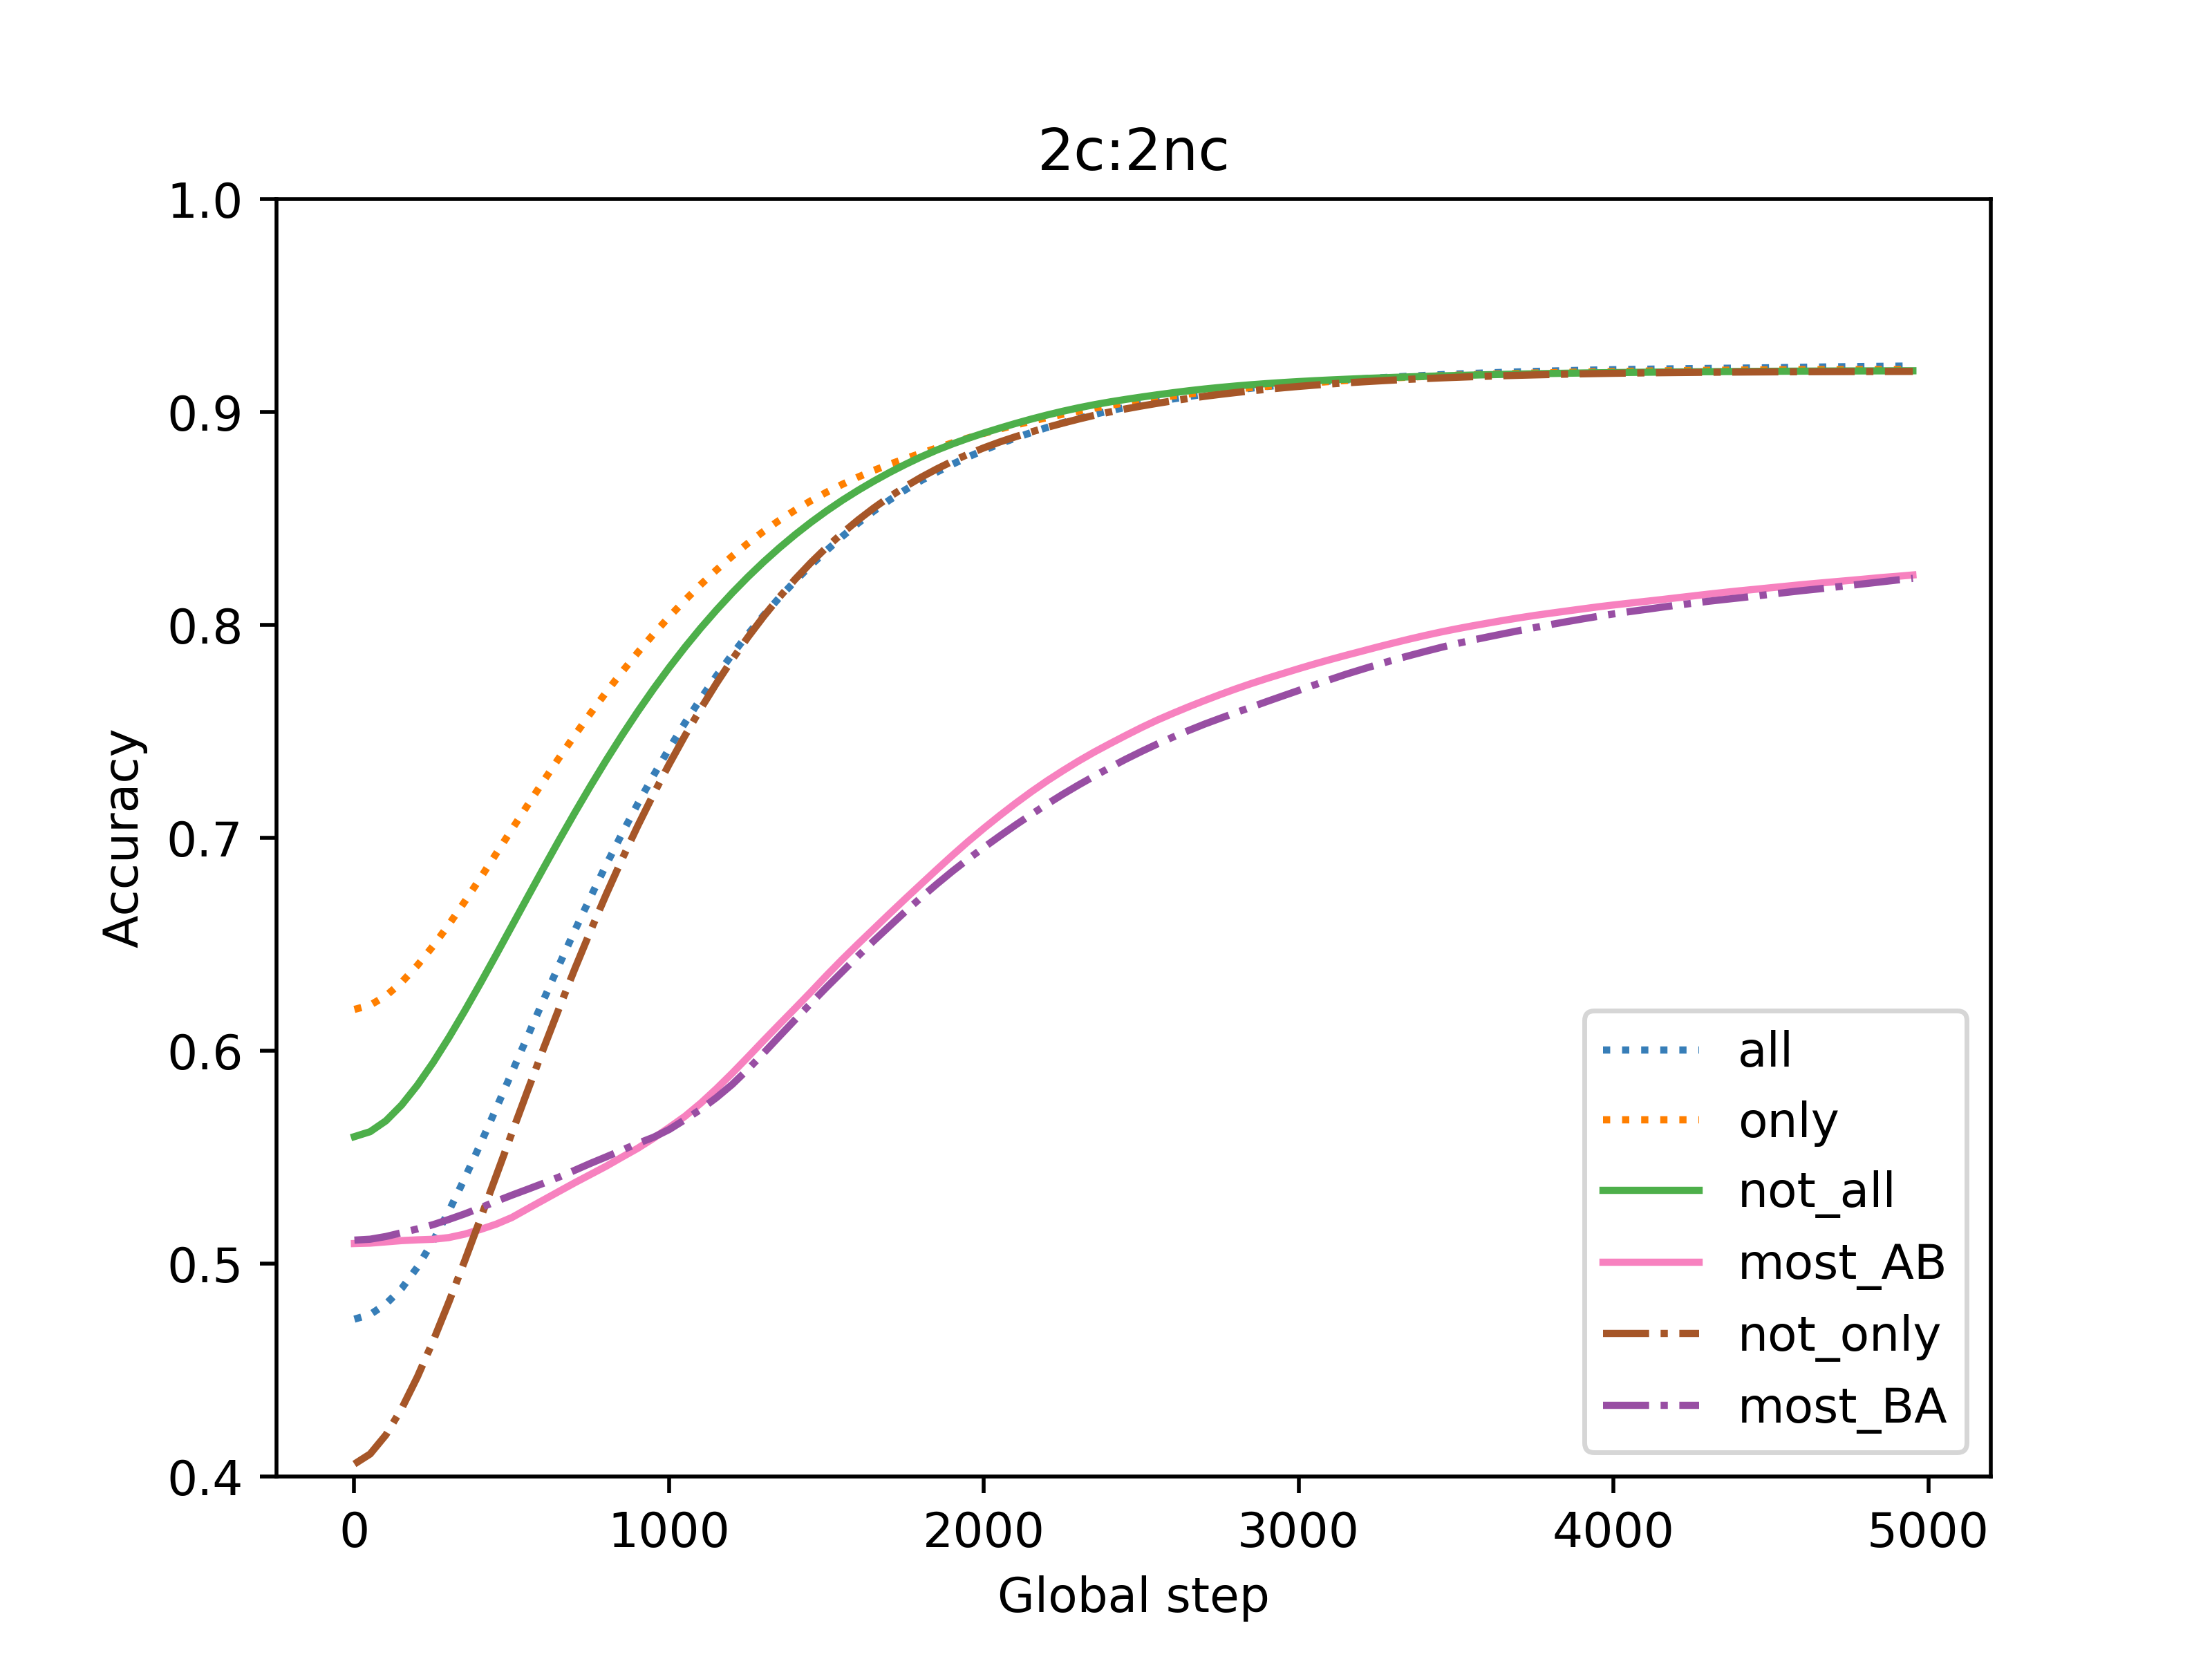 2c:2nc
1.0
0.9
0.8
0.7
0.6
0.5
0.4
Accuracy
all
only
not_all
most_AB
not_only
most_BA
0 1000 2000 3000 4000 5000
Global step